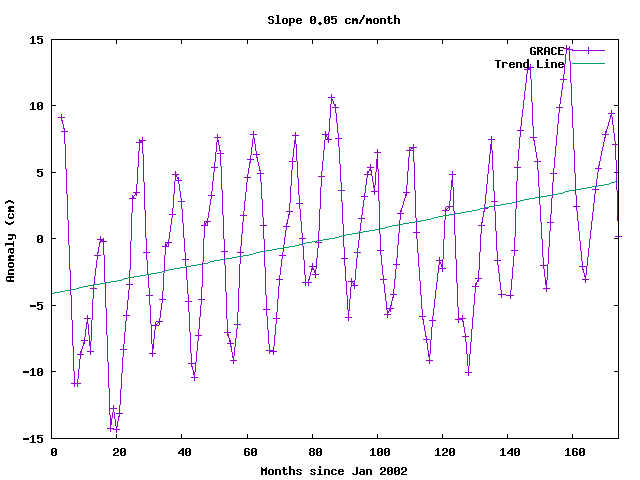 Slope 0.05 cm/month
GRACE
Trend Line
15
10
5
0
-5
-10
-15
Anomaly (cm)
0 20 40 60 80 100 120 140 160
Months since Jan 2002